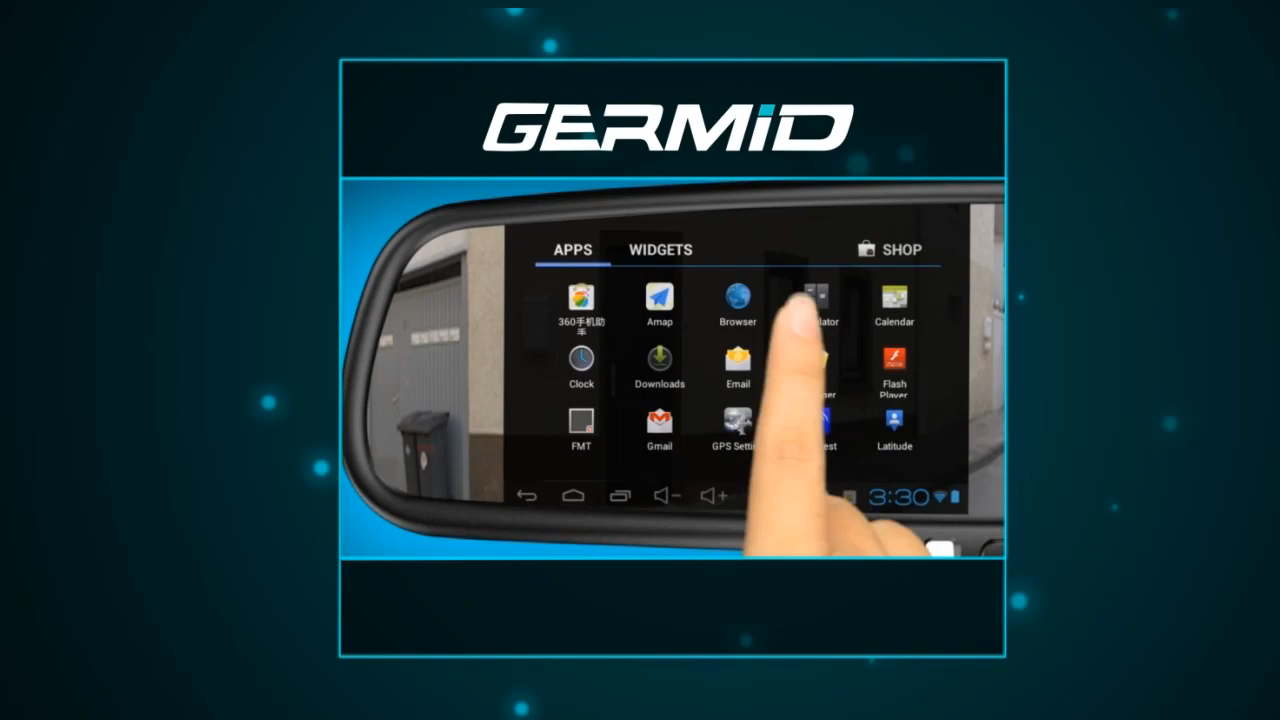 GERMiD
APPS WIDGETS SHOP
360手机助
手
Amap
Browser
Calendar
Clock
Downloads
Email
Flash
Player
FMT
Gmail
GPS
Latitude
3:30